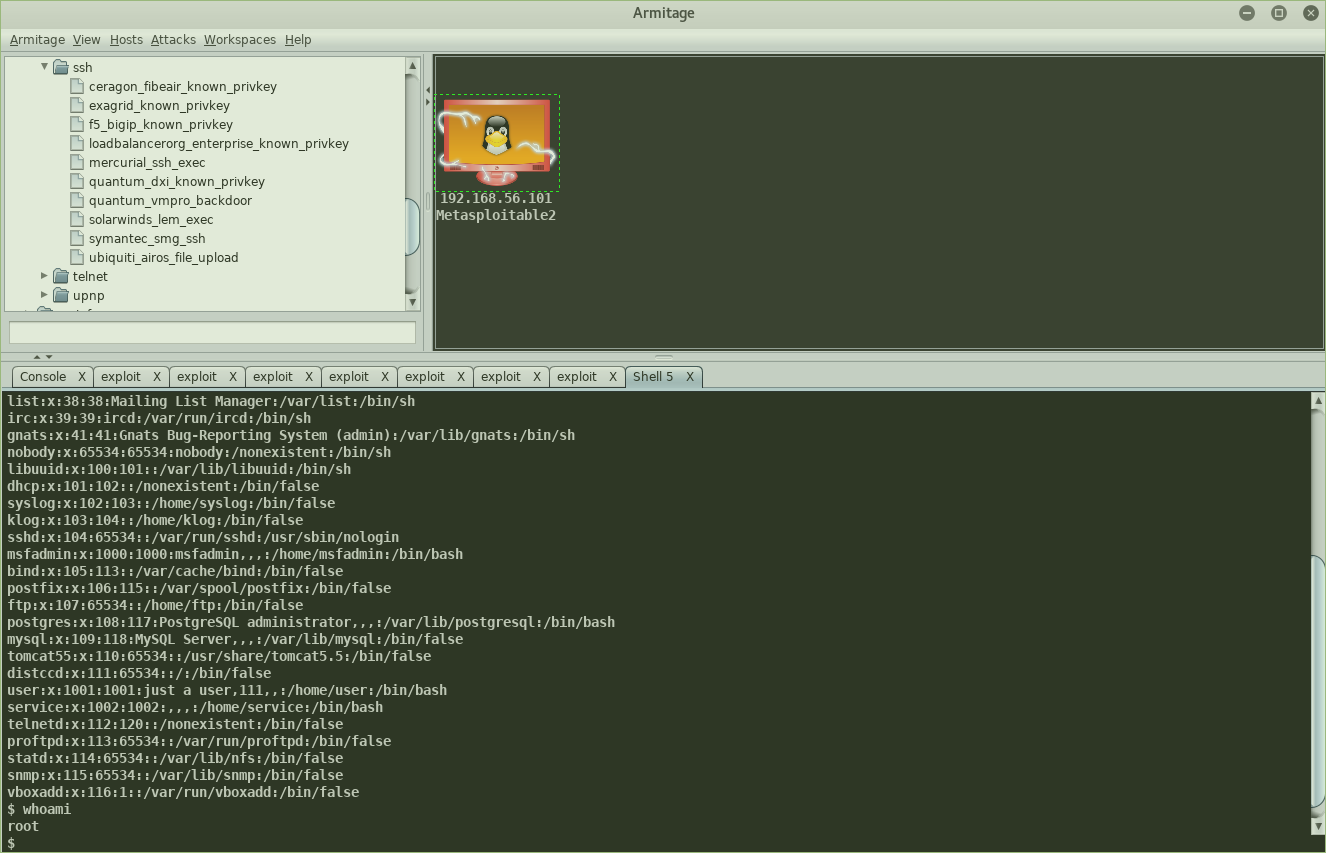 Armitage
Armitage View Hosts Attacks Workspaces Help
ssh
ceragon_fibeair_known_privkey
exagrid_known_privkey
f5_bigip_known_privkey
loadbalancerorg_enterprise_known_privkey
mercurial_ssh_exec
quantum_dxi_known_privkey
quantum_vmpro_backdoor
solarwinds_lem_exec
symantec_smg_ssh
ubiquiti_airos_file_upload
telnet
upnp
192.168.56.101
Metasploitable2
Console X exploit X exploit X exploit X exploit X exploit X exploit X exploit X Shell 5 X
list:x:38:38:Mailing List Manager:/var/list:/bin/sh
irc:x:39:39:ircd:/var/run/ircd:/bin/sh
gnats:x:41:41:Gnats Bug-Reporting System (admin):/var/lib/gnats:/bin/sh
nobody:x:65534:65534:nobody:/nonexistent:/bin/sh
libuuid:x:100:101::/var/lib/libuuid:/bin/sh
dhcp:x:101:102::/nonexistent:/bin/false
syslog:x:102:103::/home/syslog:/bin/false
klog:x:103:104::/home/klog:/bin/false
sshd:x:104:65534::/var/run/sshd:/usr/sbin/nologin
msfadmin:x:1000:1000:msfadmin,,,:/home/msfadmin:/bin/bash
bind:x:105:113::/var/cache/bind:/bin/false
postfix:x:106:115::/var/spool/postfix:/bin/false
ftp:x:107:65534::/home/ftp:/bin/false
postgres:x:108:117:PostgreSQL administrator,,,:/var/lib/postgresql:/bin/bash
mysql:x:109:118:MySQL Server,,,:/var/lib/mysql:/bin/false
tomcat55:x:110:65534::/usr/share/tomcat5.5:/bin/false
distccd:x:111:65534::/:/bin/false
user:x:1001:1001:just a user,111,,:/home/user:/bin/bash
service:x:1002:1002:,,,:/home/service:/bin/bash
telnetd:x:112:120::/nonexistent:/bin/false
proftpd:x:113:65534::/var/run/proftpd:/bin/false
statd:x:114:65534::/var/lib/nfs:/bin/false
snmp:x:115:65534::/var/lib/snmp:/bin/false
vboxadd:x:116:1::/var/run/vboxadd:/bin/false
$ whoami
root
$